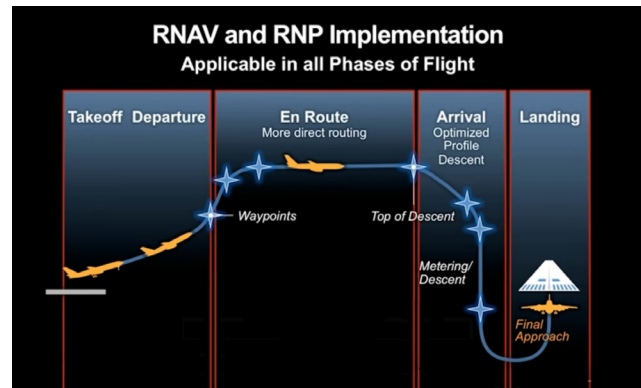 RNAV and RNP Implementation
Applicable in all Phases of Flight
Takeoff Departure
En Route
More direct routing
Arrival
Optimized
Profile
Descent
Landing
Waypoints
Top of Descent
Metering/
Descent
Final
Approach